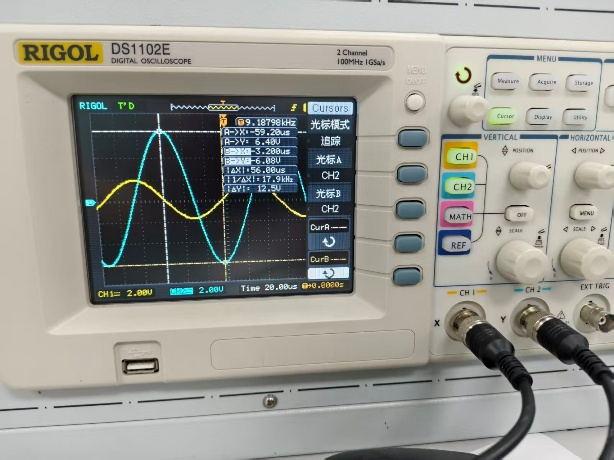 RIGOL DS1102E
DIGITAL OSCILLOSCOPE
2 Channel
100MHz 1GSa/s
MENU
ON/OFF
RIGOL T'D
Cursors
9.18798kHz
A->X:-59.20us
A->Y: 6.40V
B->X:-3.200us
B->Y:-6.08V
|ΔX|:56.00us
|1/ΔX|:17.9kHz
|ΔY|: 12.5V
光标模式
追踪
光标A
CH2
光标B
CH2
CurA
CurB
CH1= 2.00V CH2= 2.00V Time 20.00us 0.0000s
MENU
Measure Acquire Storage
Cursor Display Utility
VERTICAL
HORIZONTAL
POSITION
POSITION
CH1
CH2
MATH
REF
OFF
MENU
SCALE
SCALE
CH 1
CH 2
EXT TRIG
X
Y